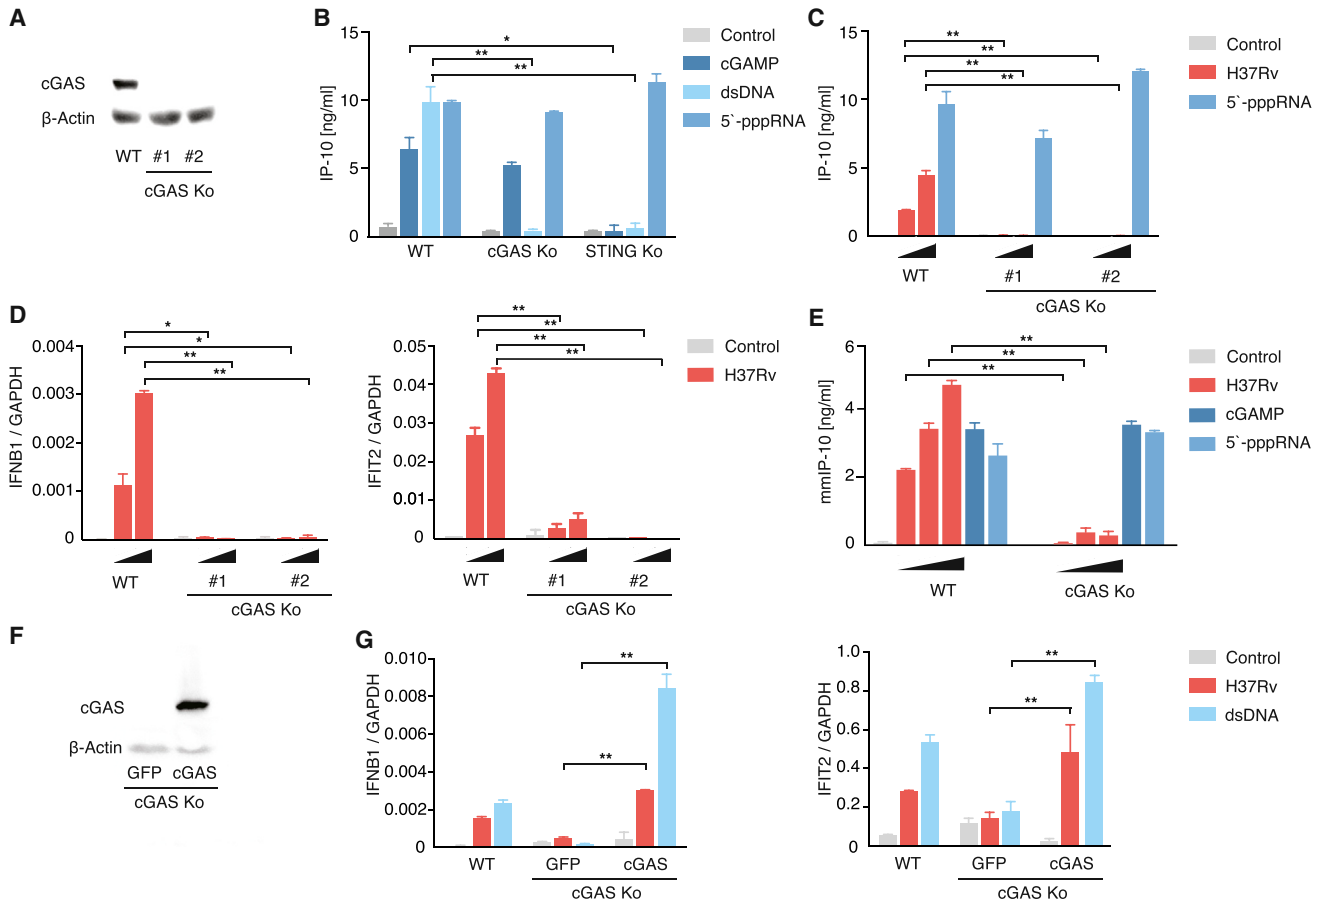 A
cGAS
β-Actin
WT #1 #2
cGAS Ko
B
IP-10 [ng/ml]
15
10
5
0
*
**
**
WT
cGAS Ko
STING Ko
Control
cGAMP
dsDNA
5`-pppRNA
C
IP-10 [ng/ml]
15
10
5
0
**
**
**
**
WT
#1
#2
cGAS Ko
Control
H37Rv
5`-pppRNA
D
IFNB1 / GAPDH
0.004
0.003
0.002
0.001
0
*
*
**
**
WT
#1
#2
cGAS Ko
IFIT2 / GAPDH
0.05
0.04
0.03
0.02
0.01
0
**
**
**
**
WT
#1
#2
cGAS Ko
Control
H37Rv
E
mmIP-10 [ng/ml]
6
4
2
0
**
**
**
WT
cGAS Ko
Control
H37Rv
cGAMP
5`-pppRNA
F
cGAS
β-Actin
GFP cGAS
cGAS Ko
G
IFNB1 / GAPDH
0.010
0.008
0.006
0.004
0.002
0
**
**
WT
GFP
cGAS
cGAS Ko
IFIT2 / GAPDH
1.0
0.8
0.6
0.4
0.2
0
**
**
WT
GFP
cGAS
cGAS Ko
Control
H37Rv
dsDNA